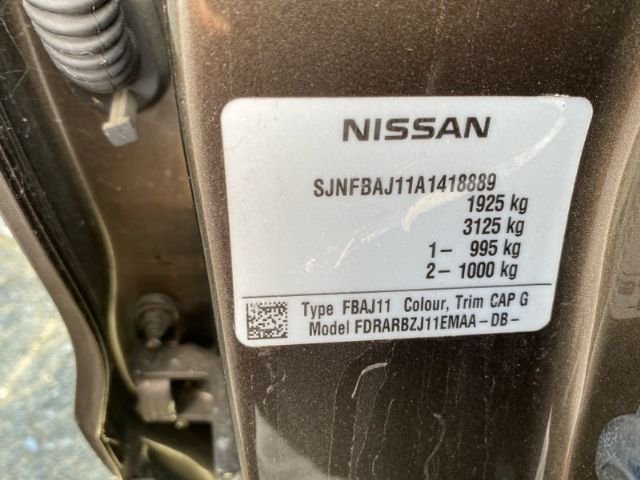 NISSAN
SJNFBAJ11A1418889
1925 kg
3125 kg
1- 995 kg
2- 1000 kg
Type FBAJ11 Colour, Trim CAP G
Model FDRARBZJ11EMAA-DB-